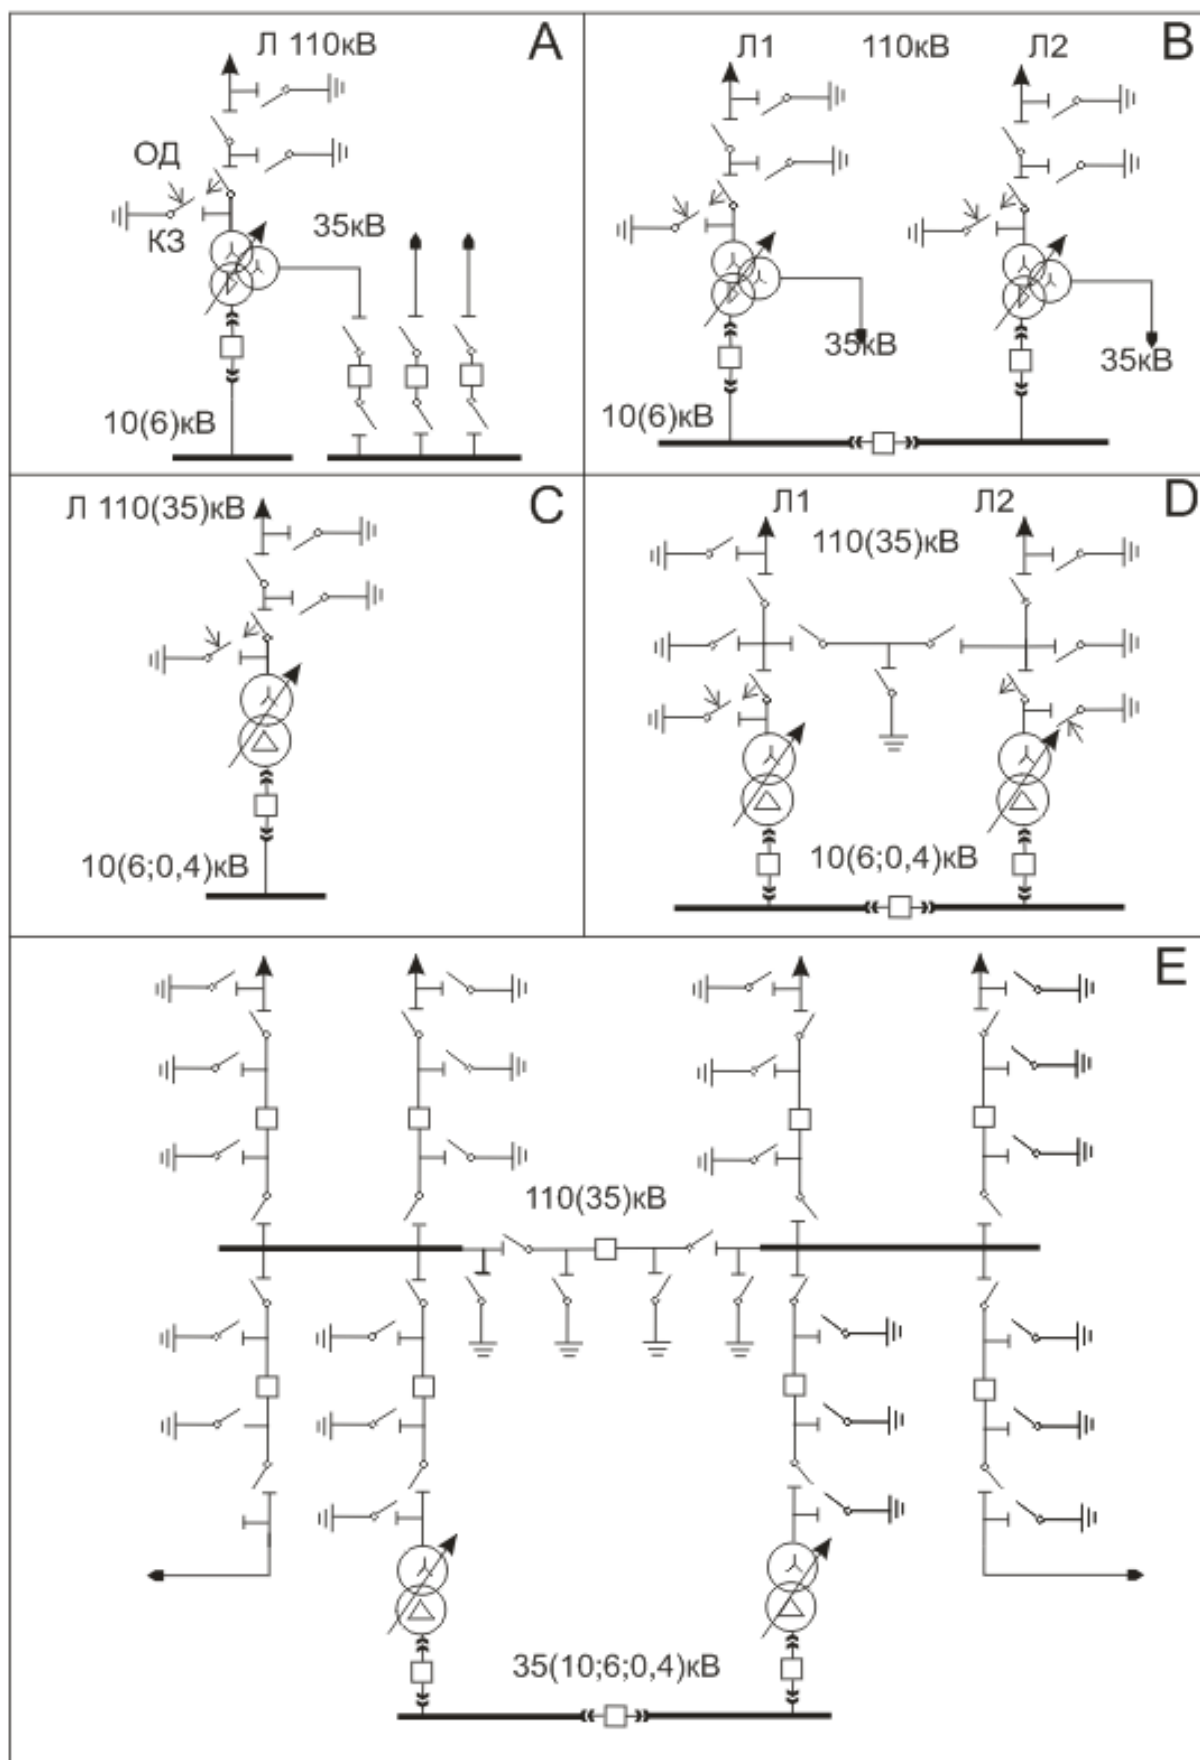 A
Л 110кВ
ОД
КЗ
35кВ
10(6)кВ
B
Л1
110кВ
Л2
35кВ
35кВ
10(6)кВ
C
Л 110(35)кВ
10(6;0,4)кВ
D
Л1
Л2
110(35)кВ
10(6;0,4)кВ
E
110(35)кВ
35(10;6;0,4)кВ